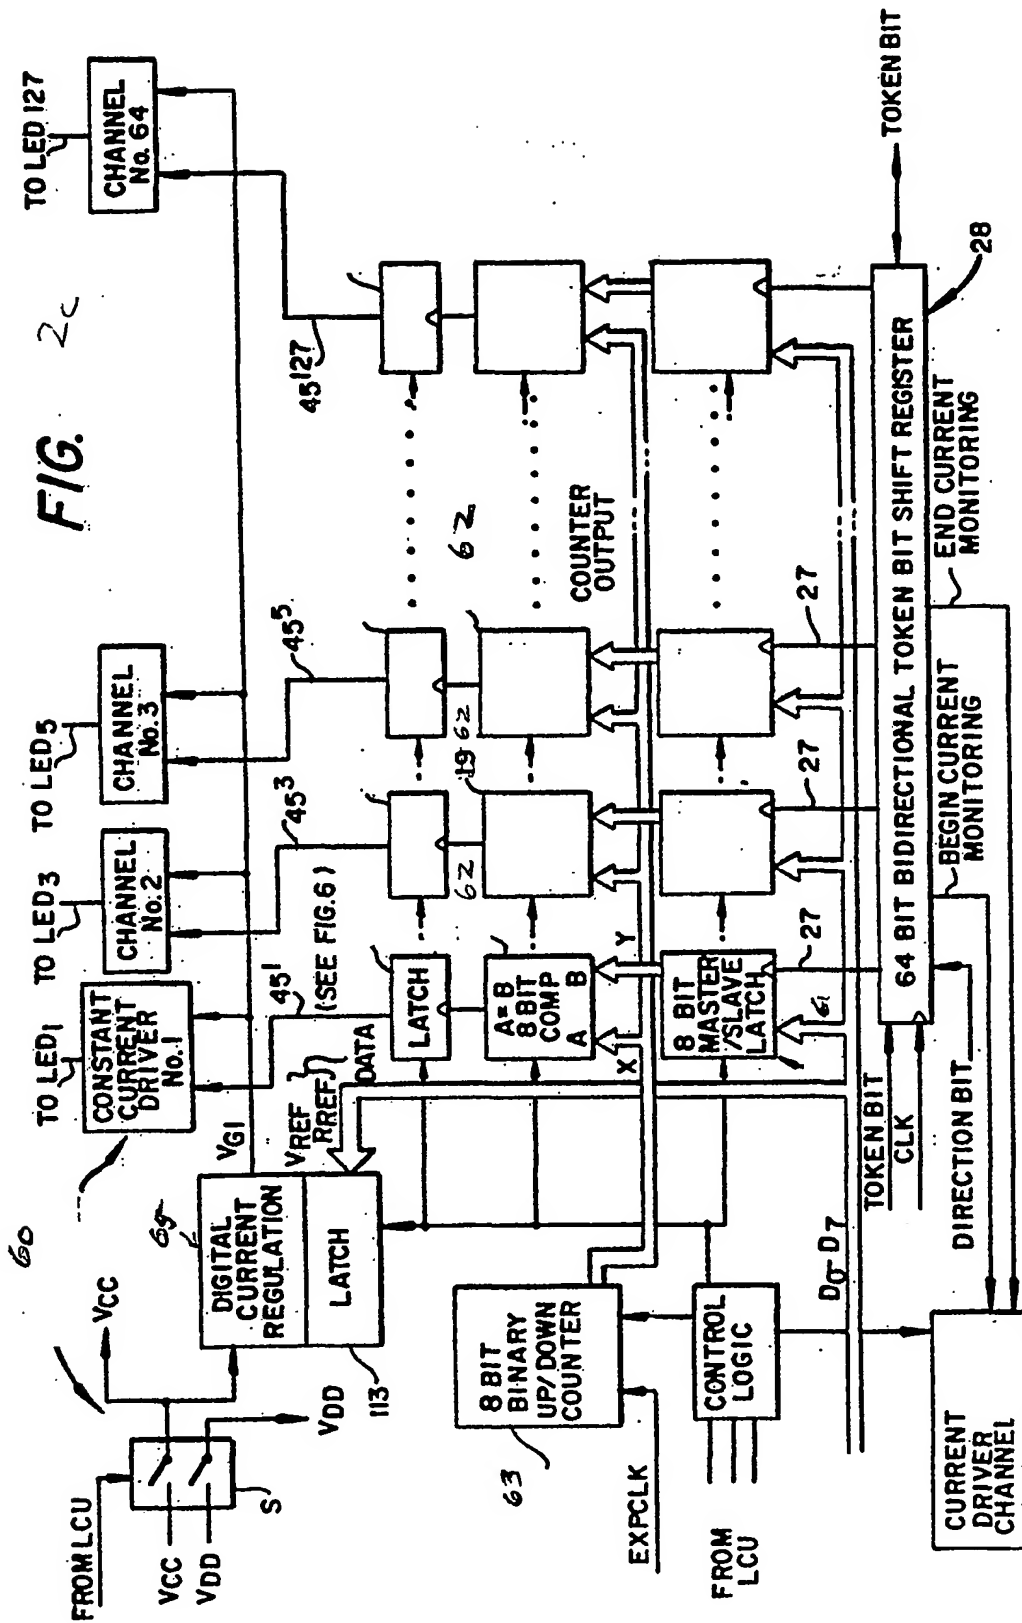 FIG. 2c
TO LED1
TO LED3
TO LED5
TO LED 127
CONSTANT
CURRENT
DRIVER
No. 1
CHANNEL
No. 2
CHANNEL
No. 3
CHANNEL
No. 64
60
VCC
FROM LCU
VCC
VDD
S
VDD
65
DIGITAL
CURRENT
REGULATION
LATCH
113
VG1
VREF
RREF
DATA
45¹
(SEE FIG.6)
45³
45⁵
45¹²⁷
LATCH
62
A=B
8 BIT
COMP
A B
62
19
62
COUNTER
OUTPUT
X
Y
63
8 BIT
BINARY
UP/DOWN
COUNTER
EXPCLK
8 BIT
MASTER
/SLAVE
LATCH
61
27
27
27
CONTROL
LOGIC
FROM
LCU
D0-D7
TOKEN BIT
CLK
DIRECTION BIT
64 BIT BIDIRECTIONAL TOKEN BIT SHIFT REGISTER
TOKEN BIT
28
BEGIN CURRENT
MONITORING
END CURRENT
MONITORING
CURRENT
DRIVER
CHANNEL